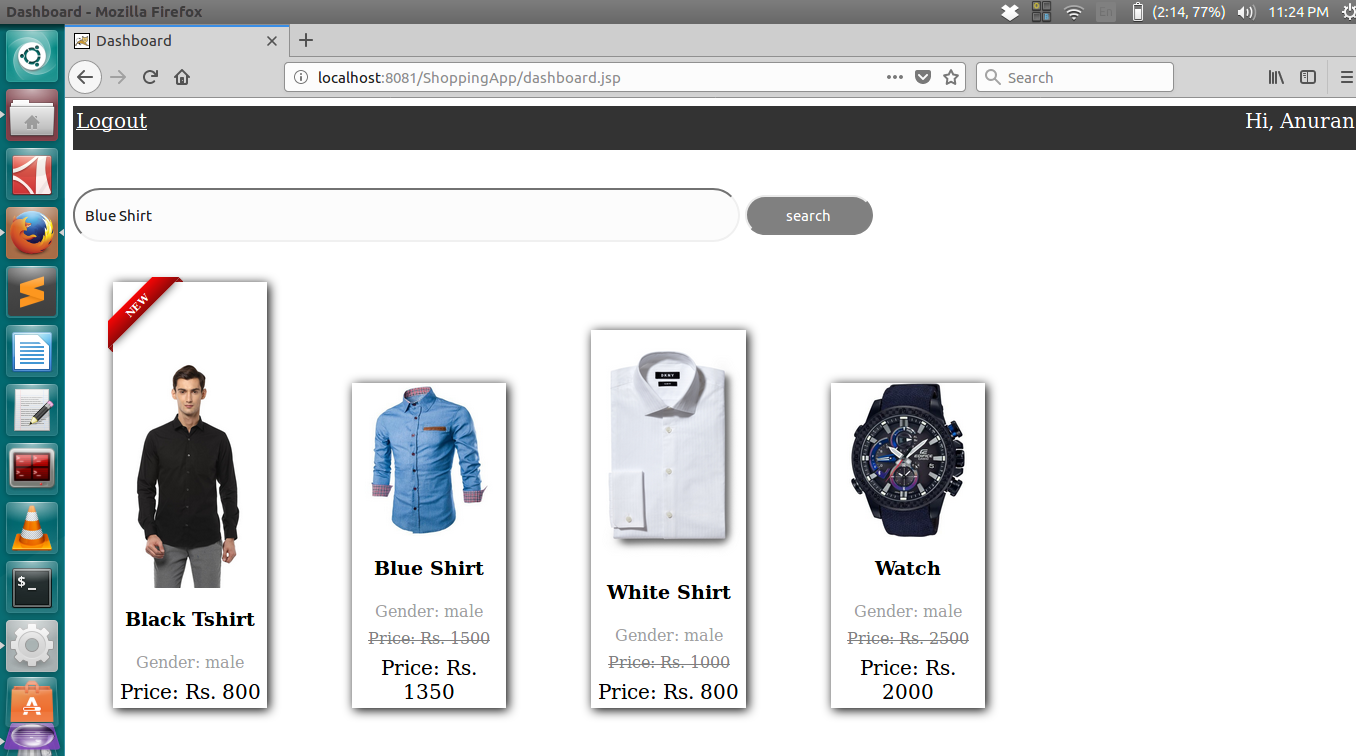 Dashboard - Mozilla Firefox
En
(2:14, 77%)
11:24 PM
Dashboard
localhost:8081/ShoppingApp/dashboard.jsp
Search
Logout
Hi, Anuran
Blue Shirt
search
NEW
DKNY
EDIFICE
Black Tshirt
Gender: male
Price: Rs. 800
Blue Shirt
Gender: male
Price: Rs. 1500
Price: Rs.
1350
White Shirt
Gender: male
Price: Rs. 1000
Price: Rs. 800
Watch
Gender: male
Price: Rs. 2500
Price: Rs.
2000
$ _